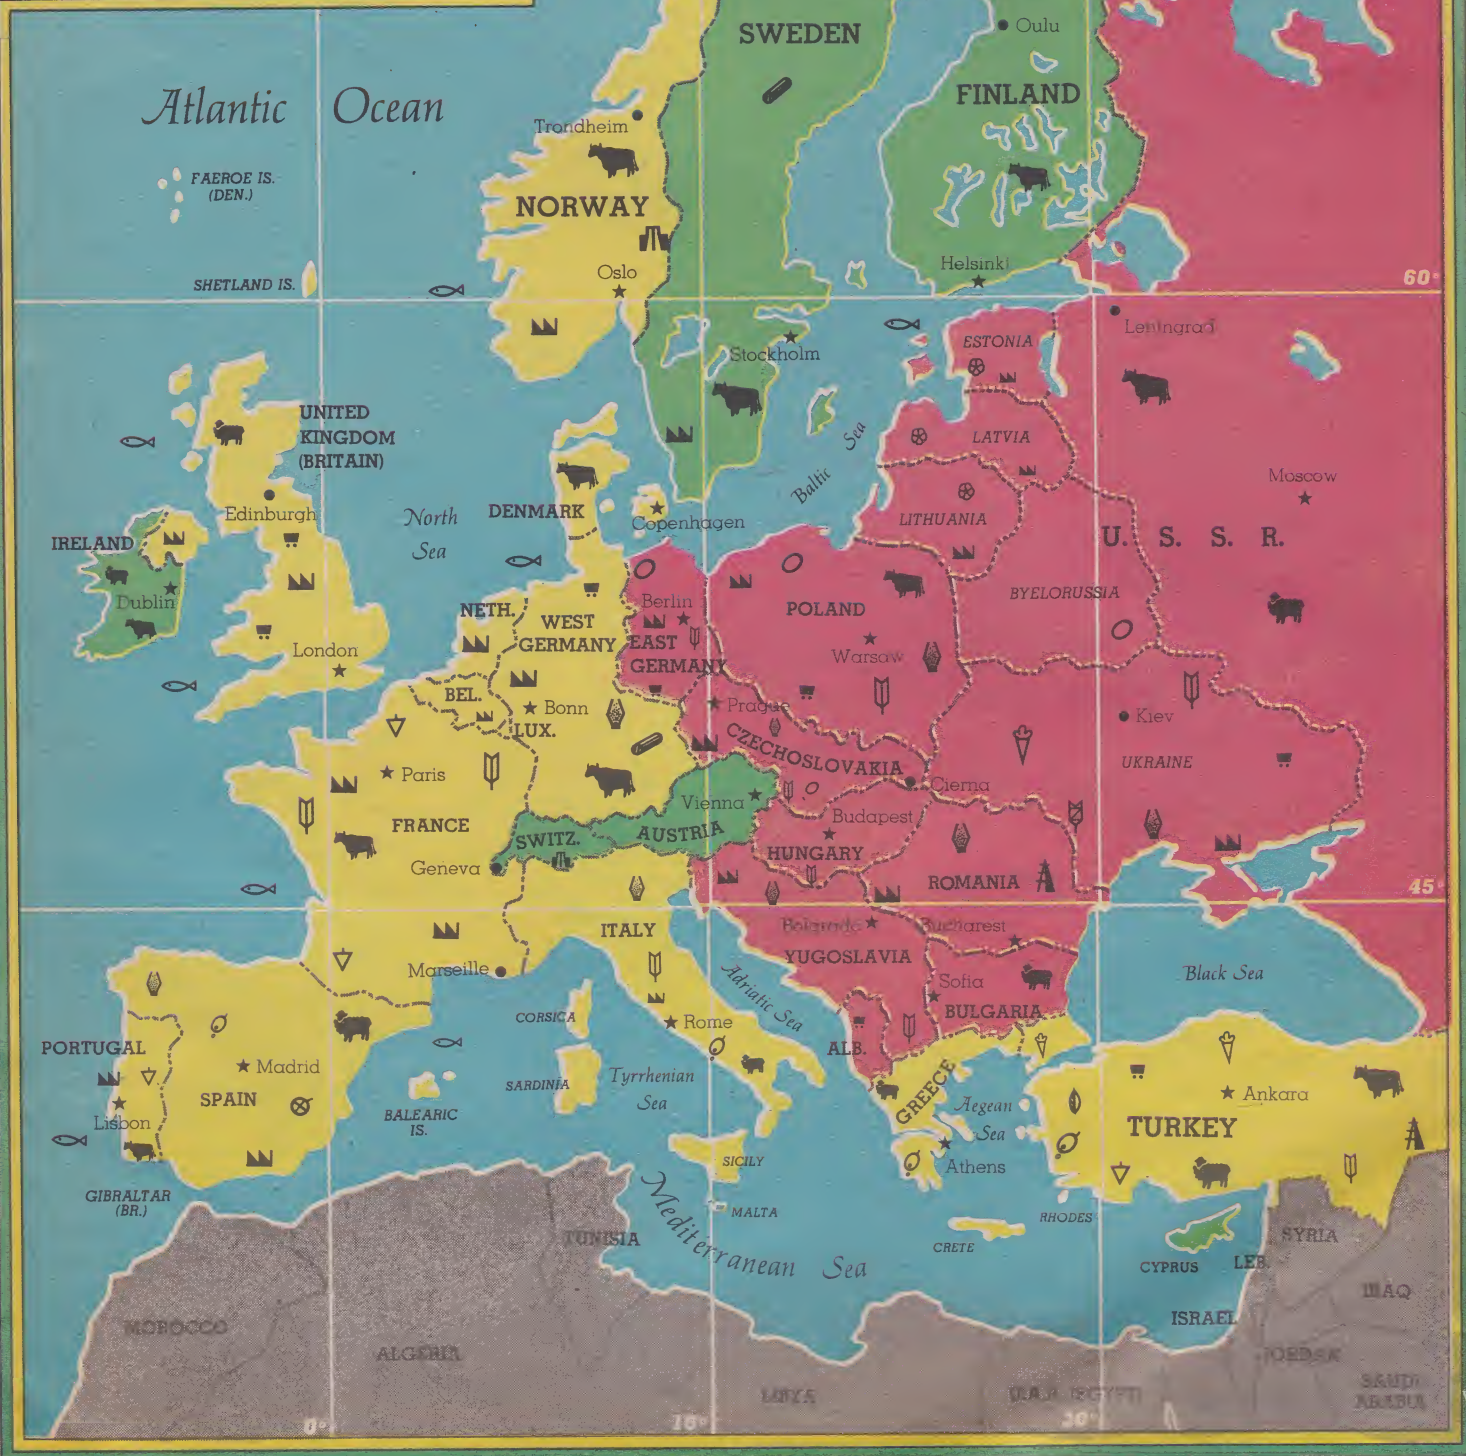 SWEDEN
Oulu
FINLAND
Atlantic Ocean
Trondheim
FAEROE IS.
(DEN.)
NORWAY
Oslo
Helsinki
SHETLAND IS.
60°
Leningrad
ESTONIA
Stockholm
UNITED
KINGDOM
(BRITAIN)
Baltic Sea
LATVIA
Moscow
Edinburgh
North
Sea
DENMARK
Copenhagen
LITHUANIA
U. S. S. R.
IRELAND
Dublin
NETH.
WEST
GERMANY
Berlin
EAST
GERMANY
POLAND
Warsaw
BYELORUSSIA
London
BEL.
LUX.
Bonn
Prague
CZECHOSLOVAKIA
Cierna
Kiev
UKRAINE
Paris
FRANCE
Vienna
SWITZ.
AUSTRIA
Geneva
Budapest
HUNGARY
ROMANIA
45°
ITALY
Belgrade
Bucharest
YUGOSLAVIA
Marseille
Adriatic Sea
Sofia
BULGARIA
Black Sea
CORSICA
Rome
PORTUGAL
Madrid
SPAIN
Lisbon
SARDINIA
Tyrrhenian
Sea
BALEARIC
IS.
ALB.
GREECE
Aegean
Sea
Athens
Ankara
TURKEY
SICILY
GIBRALTAR
(BR.)
MALTA
Mediterranean Sea
RHODES
CRETE
TUNISIA
CYPRUS
SYRIA
LEB.
ISRAEL
IRAQ
MOROCCO
ALGERIA
JORDAN
LIBYA
U.A.R. (EGYPT)
SAUDI
ARABIA
0°
15°
30°